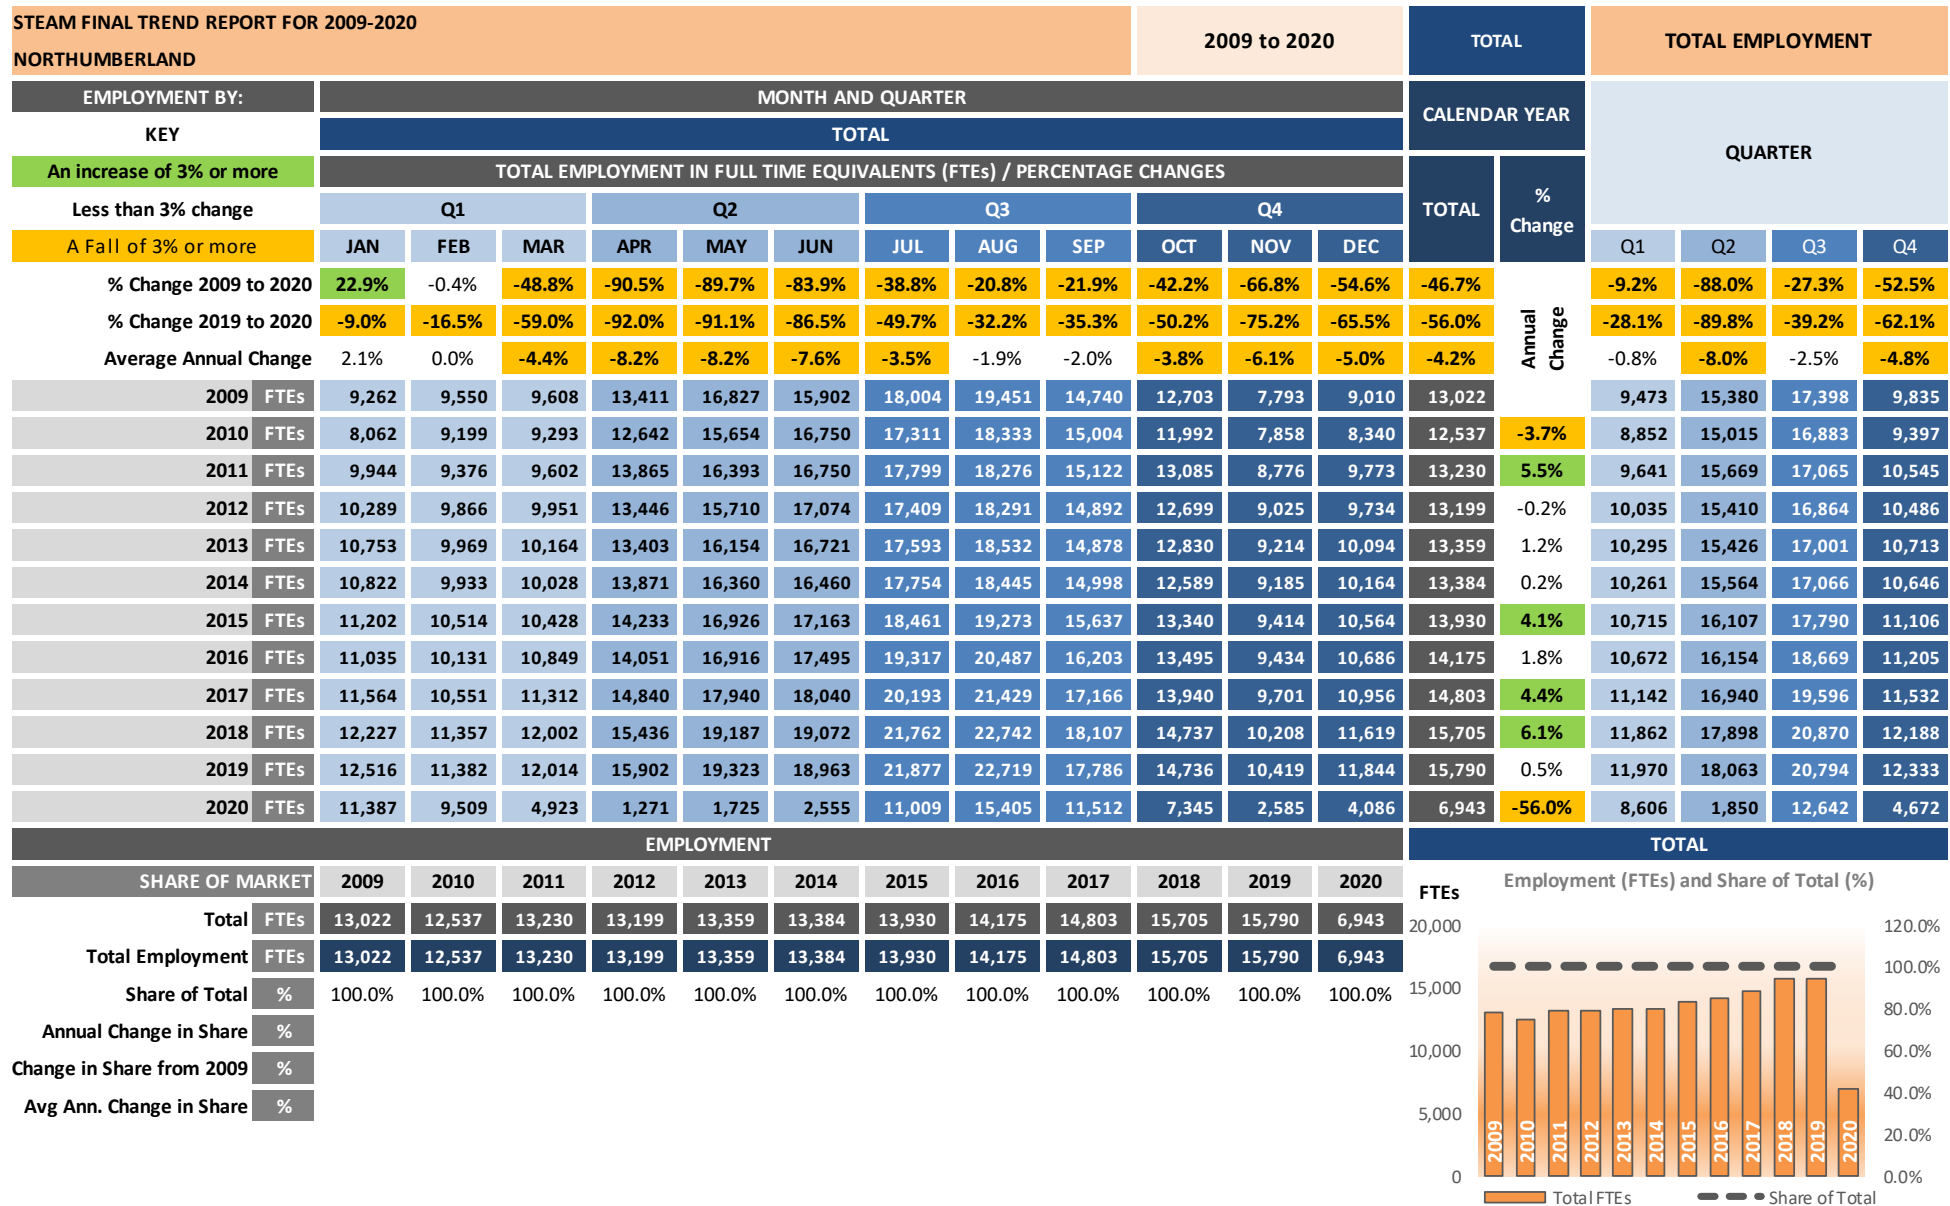 STEAM FINAL TREND REPORT FOR 2009-2020
NORTHUMBERLAND
2009 to 2020
TOTAL
TOTAL EMPLOYMENT
EMPLOYMENT BY:
MONTH AND QUARTER
CALENDAR YEAR
QUARTER
KEY
TOTAL
An increase of 3% or more
TOTAL EMPLOYMENT IN FULL TIME EQUIVALENTS (FTEs) / PERCENTAGE CHANGES
TOTAL
% Change
Less than 3% change Q1 Q2 Q3 Q4
A Fall of 3% or more JAN FEB MAR APR MAY JUN JUL AUG SEP OCT NOV DEC Q1 Q2 Q3 Q4
% Change 2009 to 2020 22.9% -0.4% -48.8% -90.5% -89.7% -83.9% -38.8% -20.8% -21.9% -42.2% -66.8% -54.6% -46.7% -9.2% -88.0% -27.3% -52.5%
% Change 2019 to 2020 -9.0% -16.5% -59.0% -92.0% -91.1% -86.5% -49.7% -32.2% -35.3% -50.2% -75.2% -65.5% -56.0% -28.1% -89.8% -39.2% -62.1%
Average Annual Change 2.1% 0.0% -4.4% -8.2% -8.2% -7.6% -3.5% -1.9% -2.0% -3.8% -6.1% -5.0% -4.2% -0.8% -8.0% -2.5% -4.8%
Annual Change
2009 FTEs 9,262 9,550 9,608 13,411 16,827 15,902 18,004 19,451 14,740 12,703 7,793 9,010 13,022 9,473 15,380 17,398 9,835
2010 FTEs 8,062 9,199 9,293 12,642 15,654 16,750 17,311 18,333 15,004 11,992 7,858 8,340 12,537 -3.7% 8,852 15,015 16,883 9,397
2011 FTEs 9,944 9,376 9,602 13,865 16,393 16,750 17,799 18,276 15,122 13,085 8,776 9,773 13,230 5.5% 9,641 15,669 17,065 10,545
2012 FTEs 10,289 9,866 9,951 13,446 15,710 17,074 17,409 18,291 14,892 12,699 9,025 9,734 13,199 -0.2% 10,035 15,410 16,864 10,486
2013 FTEs 10,753 9,969 10,164 13,403 16,154 16,721 17,593 18,532 14,878 12,830 9,214 10,094 13,359 1.2% 10,295 15,426 17,001 10,713
2014 FTEs 10,822 9,933 10,028 13,871 16,360 16,460 17,754 18,445 14,998 12,589 9,185 10,164 13,384 0.2% 10,261 15,564 17,066 10,646
2015 FTEs 11,202 10,514 10,428 14,233 16,926 17,163 18,461 19,273 15,637 13,340 9,414 10,564 13,930 4.1% 10,715 16,107 17,790 11,106
2016 FTEs 11,035 10,131 10,849 14,051 16,916 17,495 19,317 20,487 16,203 13,495 9,434 10,686 14,175 1.8% 10,672 16,154 18,669 11,205
2017 FTEs 11,564 10,551 11,312 14,840 17,940 18,040 20,193 21,429 17,166 13,940 9,701 10,956 14,803 4.4% 11,142 16,940 19,596 11,532
2018 FTEs 12,227 11,357 12,002 15,436 19,187 19,072 21,762 22,742 18,107 14,737 10,208 11,619 15,705 6.1% 11,862 17,898 20,870 12,188
2019 FTEs 12,516 11,382 12,014 15,902 19,323 18,963 21,877 22,719 17,786 14,736 10,419 11,844 15,790 0.5% 11,970 18,063 20,794 12,333
2020 FTEs 11,387 9,509 4,923 1,271 1,725 2,555 11,009 15,405 11,512 7,345 2,585 4,086 6,943 -56.0% 8,606 1,850 12,642 4,672
EMPLOYMENT
TOTAL
SHARE OF MARKET 2009 2010 2011 2012 2013 2014 2015 2016 2017 2018 2019 2020
Total FTEs 13,022 12,537 13,230 13,199 13,359 13,384 13,930 14,175 14,803 15,705 15,790 6,943
Total Employment FTEs 13,022 12,537 13,230 13,199 13,359 13,384 13,930 14,175 14,803 15,705 15,790 6,943
Share of Total % 100.0% 100.0% 100.0% 100.0% 100.0% 100.0% 100.0% 100.0% 100.0% 100.0% 100.0% 100.0%
Annual Change in Share %
Change in Share from 2009 %
Avg Ann. Change in Share %
Employment (FTEs) and Share of Total (%)
FTEs
20,000 120.0%
100.0%
15,000
80.0%
10,000 60.0%
40.0%
5,000
20.0%
0 0.0%
2009 2010 2011 2012 2013 2014 2015 2016 2017 2018 2019 2020
Total FTEs Share of Total